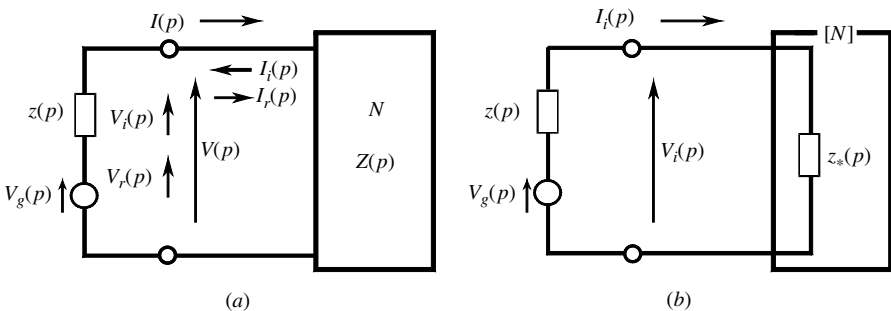 I(p)
I_i(p)
I_r(p)
z(p)
V_i(p)
V(p)
N
V_r(p)
Z(p)
V_g(p)
(a)
I_i(p)
[N]
z(p)
V_i(p)
z_*(p)
V_g(p)
(b)